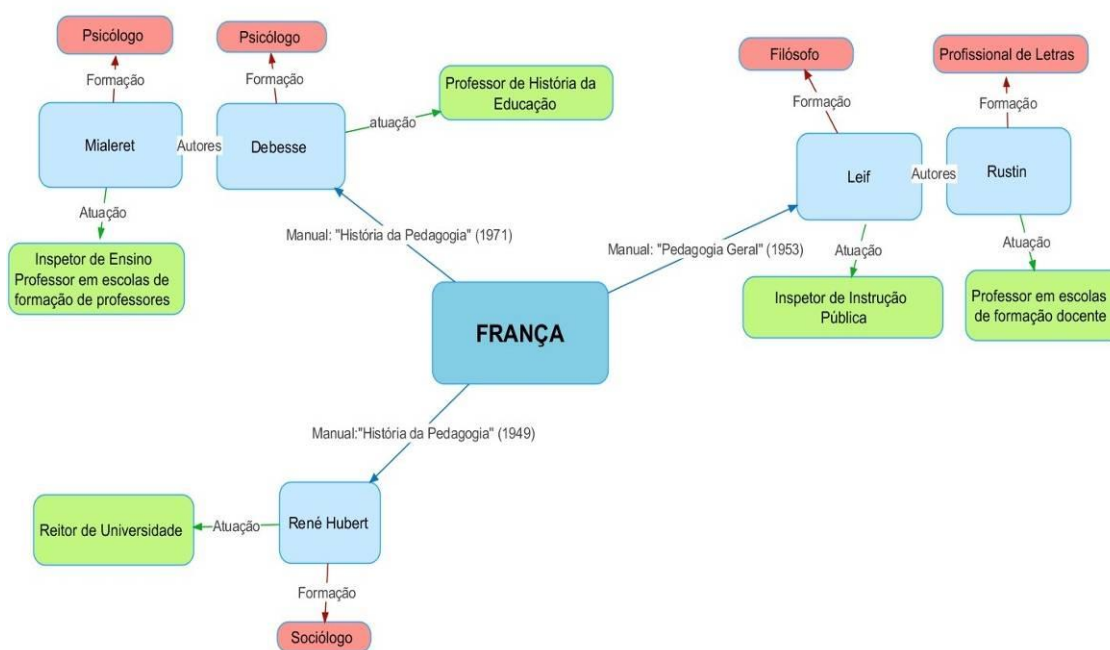 Psicólogo
Psicólogo
Formação
Formação
Mialeret
Autores
Debesse
atuação
Professor de História da
Educação
Atuação
Inspetor de Ensino
Professor em escolas de
formação de professores
Manual: "História da Pedagogia" (1971)
Filósofo
Profissional de Letras
Formação
Formação
Leif
Autores
Rustin
Manual: "Pedagogia Geral" (1953)
Atuação
Atuação
Inspetor de Instrução
Pública
Professor em escolas
de formação docente
FRANÇA
Manual:"História da Pedagogia" (1949)
Reitor de Universidade
Atuação
René Hubert
Formação
Sociólogo